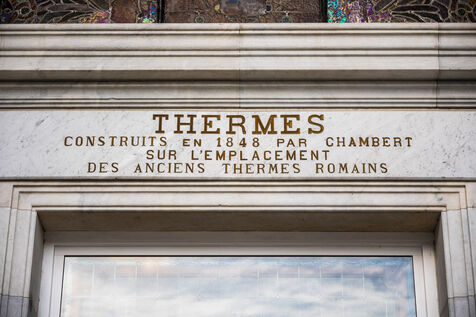 THERMES
CONSTRUITS EN 1848 PAR CHAMBERT
SUR L'EMPLACEMENT
DES ANCIENS THERMES ROMAINS